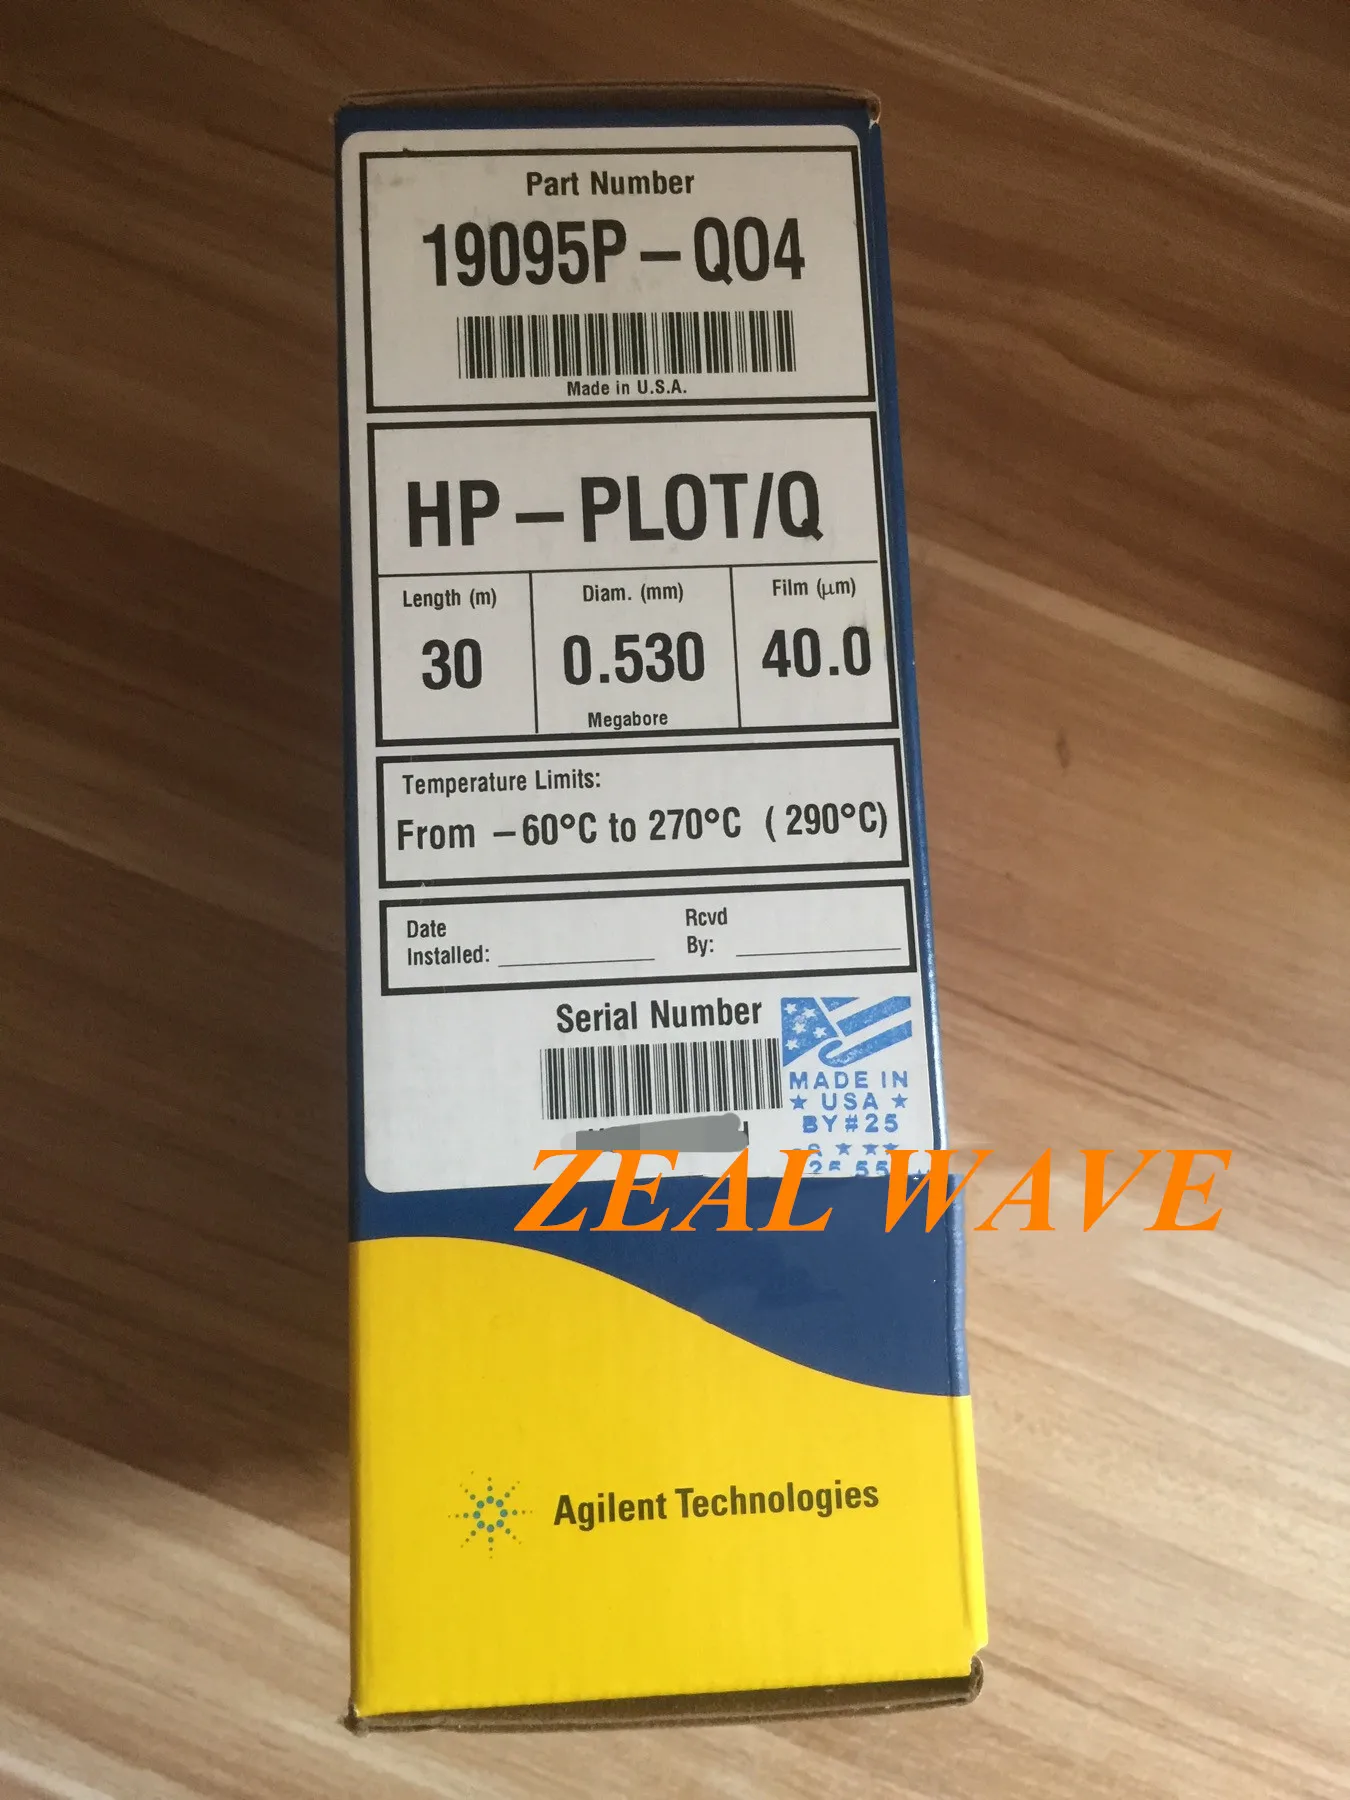 Part Number
19095P-QO4
Made in U.S.A.
HP-PLOT/Q
Length (m) Diam. (mm) Film (μm)
30 0.530 40.0
Megabore
Temperature Limits:
From -60°C to 270°C (290°C)
Date Rcvd
Installed: By:
Serial Number
MADE IN
★ USA ★
BY#25
ZEAL WAVE
Agilent Technologies